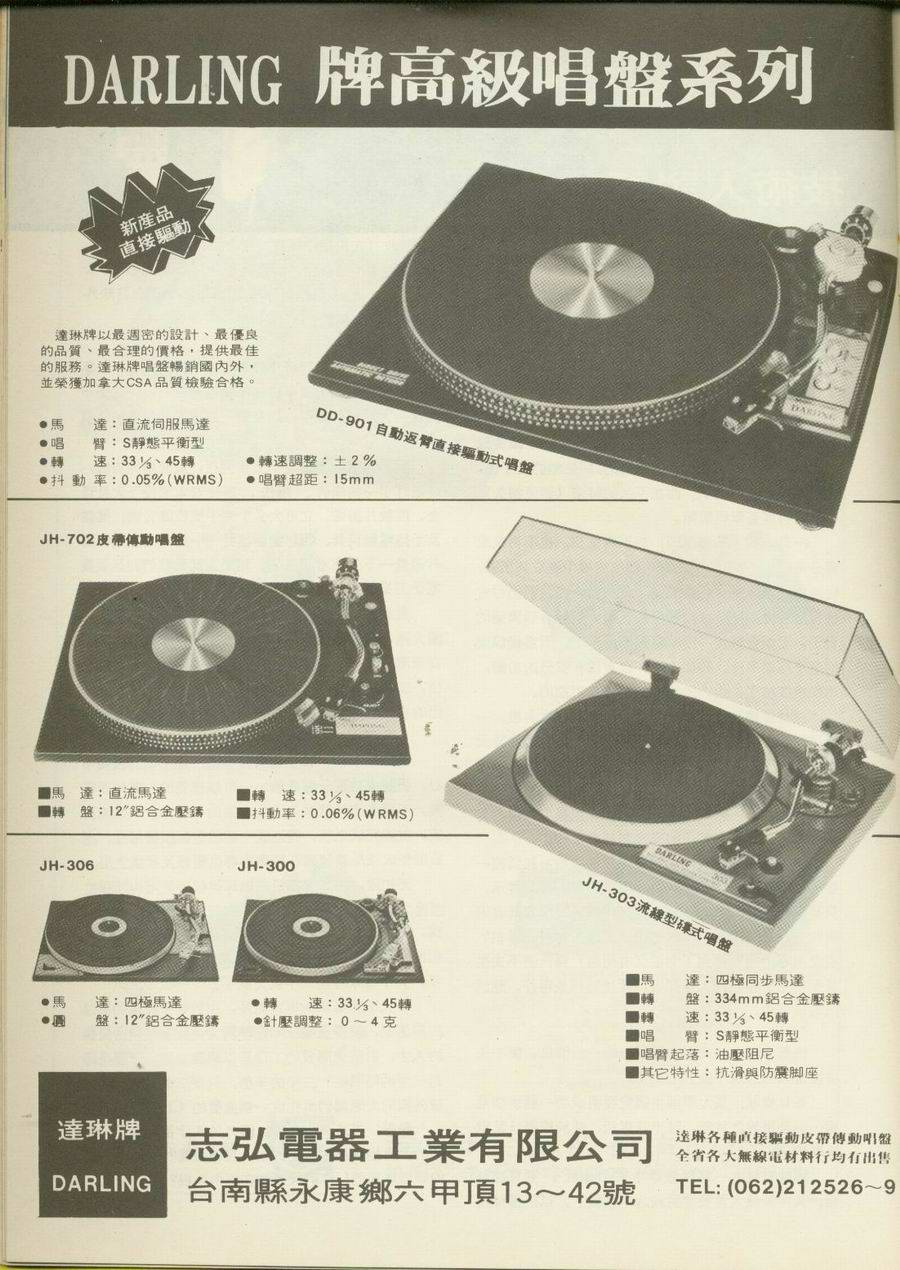 DARLING 牌高級唱盤系列
新產品
直接驅動
達琳牌以最週密的設計、最優良
的品質、最合理的價格，提供最佳
的服務。達琳牌唱盤暢銷國內外，
並榮獲加拿大CSA品質檢驗合格。
●馬　達：直流伺服馬達
●唱　臂：S靜態平衡型
●轉　速：33⅓、45轉
●抖動率：0.05%(WRMS)
●轉速調整：±2%
●唱臂超距：15mm
DARLING
DD-901自動返臂直接驅動式唱盤
JH-702皮帶傳動唱盤
DARLING
■馬　達：直流馬達
■轉　盤：12″鋁合金壓鑄
■轉　速：33⅓、45轉
■抖動率：0.06%(WRMS)
DARLING
303
JH-303流線型碟式唱盤
JH-306
JH-300
●馬　達：四極馬達
●圓　盤：12″鋁合金壓鑄
●轉　速：33⅓、45轉
●針壓調整：0～4克
■馬　達：四極同步馬達
■轉　盤：334mm鋁合金壓鑄
■轉　速：33⅓、45轉
■唱　臂：S靜態平衡型
■唱臂起落：油壓阻尼
■其它特性：抗滑與防震脚座
達琳牌
DARLING
志弘電器工業有限公司
台南縣永康鄉六甲頂13～42號
達琳各種直接驅動皮帶傳動唱盤
全省各大無線電材料行均有出售
TEL: (062)212526～9